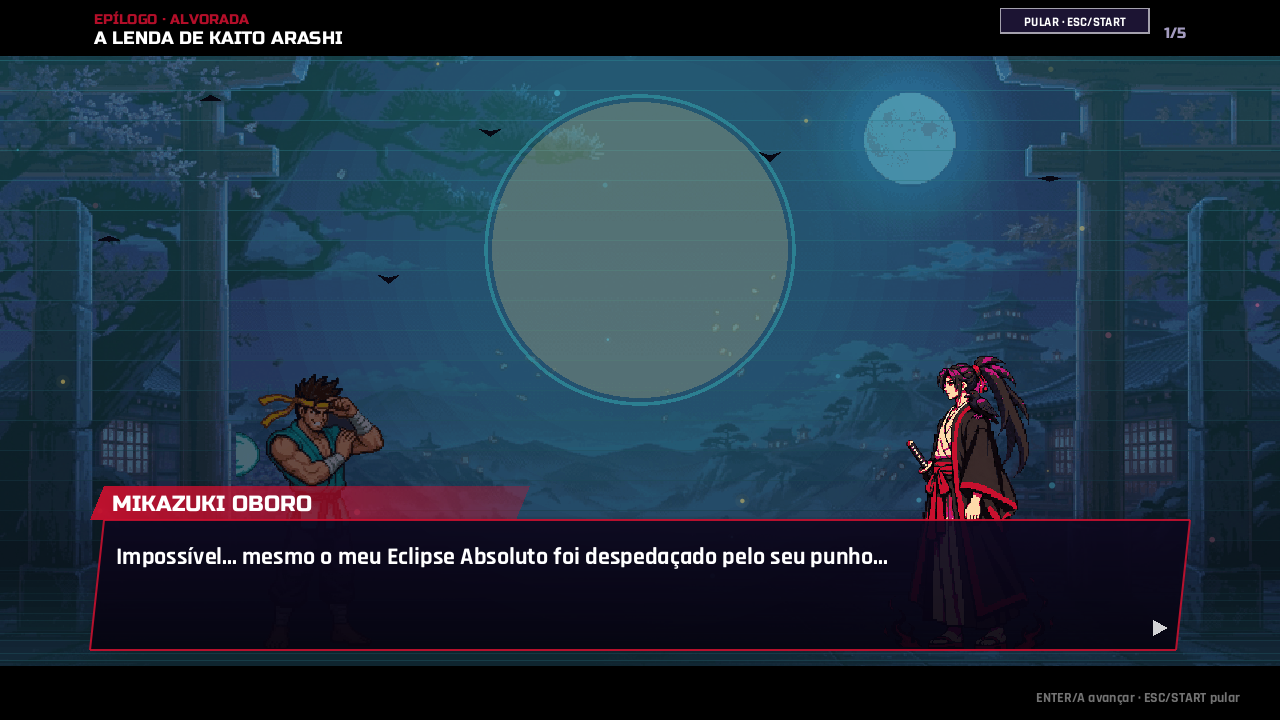 EPÍLOGO · ALVORADA
A LENDA DE KAITO ARASHI
PULAR · ESC/START
1/5
MIKAZUKI OBORO
Impossível... mesmo o meu Eclipse Absoluto foi despedaçado pelo seu punho...
ENTER/A avançar · ESC/START pular